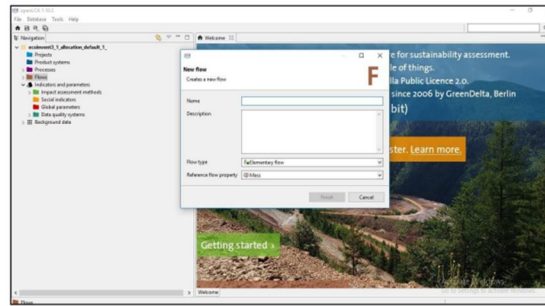 File Database Tools Help
Navigation
Welcome
ecoinvent3_1_allocation_default_1_
Projects
Product systems
Processes
Flows
Indicators and parameters
Impact assessment methods
Social indicators
Global parameters
Data quality systems
Background data
New flow
Creates a new flow
F
Name
Description
Flow type
Elementary flow
Reference flow property
Mass
Finish
Cancel
e for sustainability assessment.
le of things.
lla Public Licence 2.0.
since 2006 by GreenDelta, Berlin
bit)
ster. Learn more.
Getting started >
Welcome
Flows